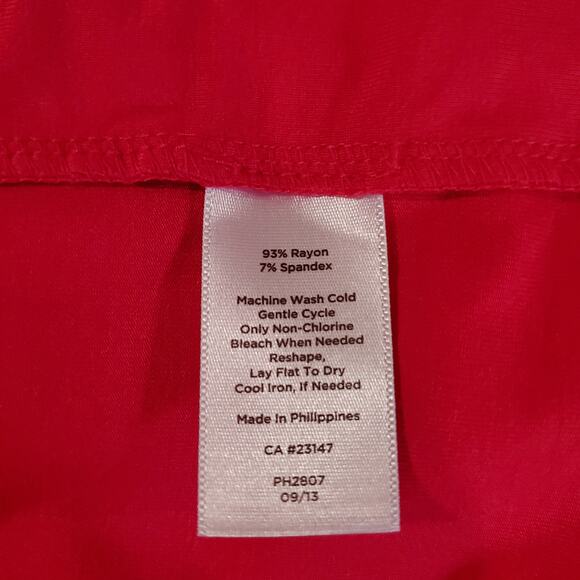 93% Rayon
7% Spandex
Machine Wash Cold
Gentle Cycle
Only Non-Chlorine
Bleach When Needed
Reshape,
Lay Flat To Dry
Cool Iron, If Needed
Made In Philippines
CA #23147
PH2807
09/13